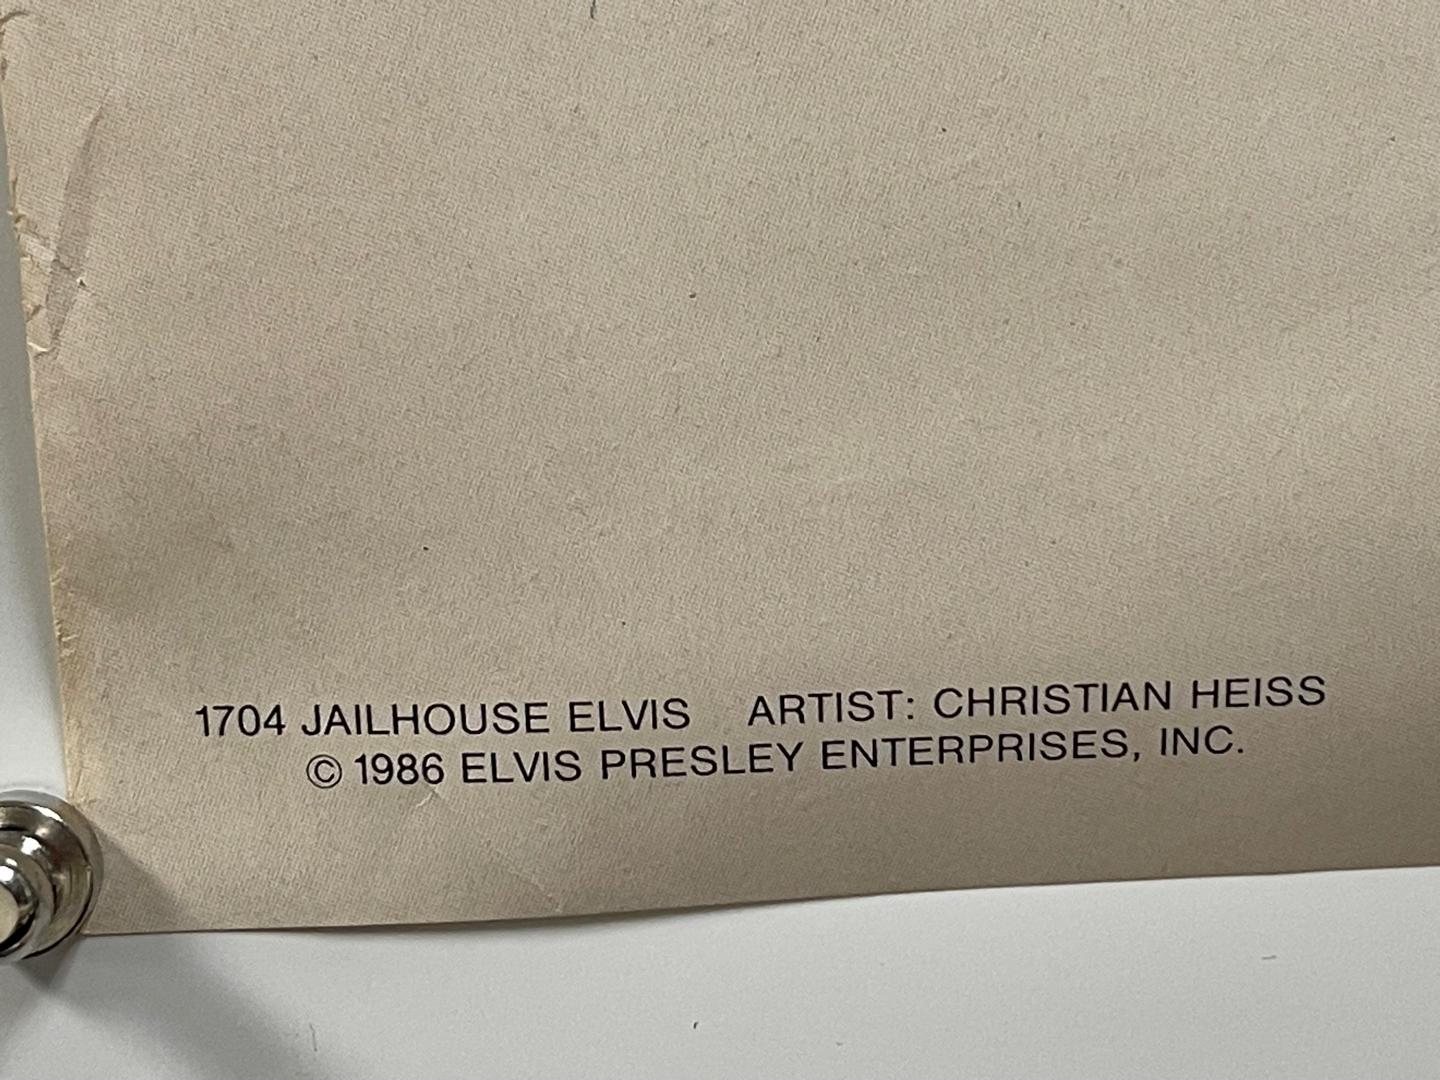 1704 JAILHOUSE ELVIS ARTIST: CHRISTIAN HEISS
© 1986 ELVIS PRESLEY ENTERPRISES, INC.